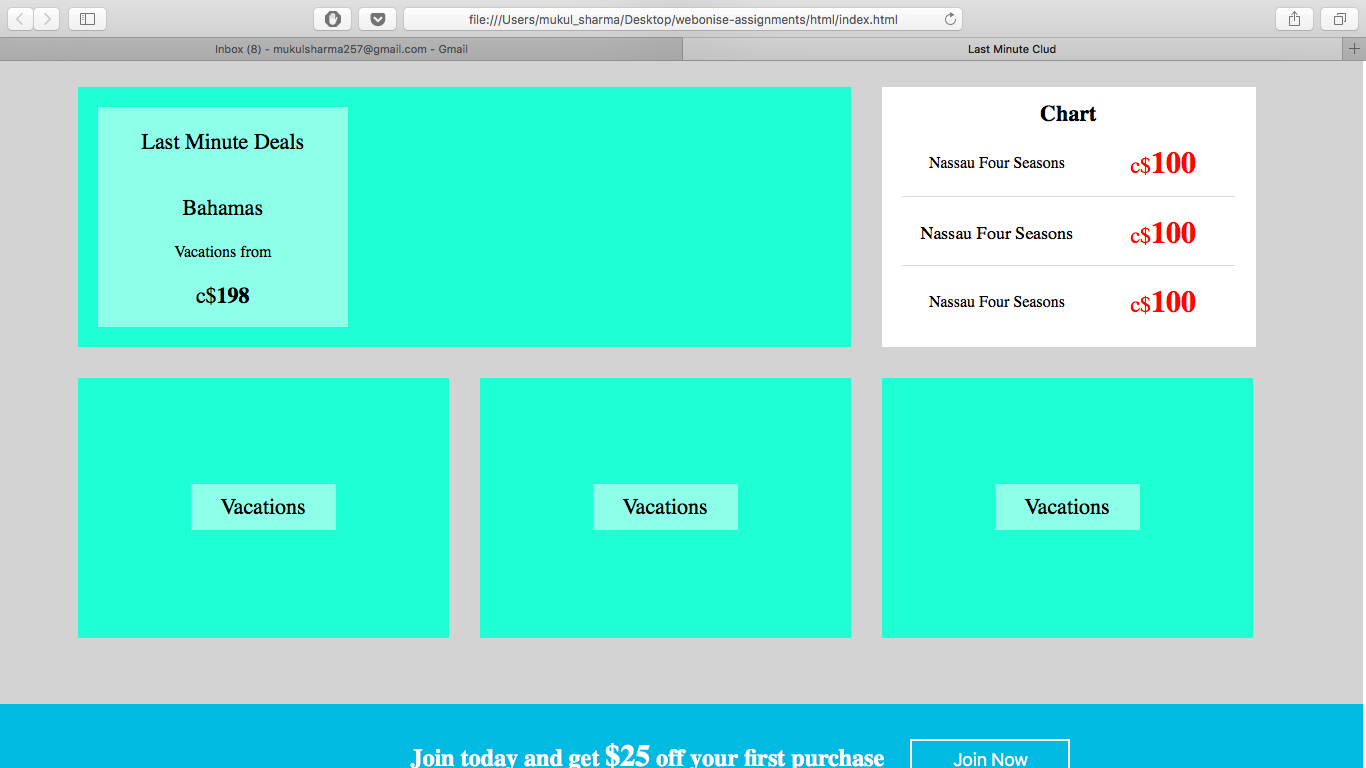 file:///Users/mukul_sharma/Desktop/webonise-assignments/html/index.html
Inbox (8) - mukulsharma257@gmail.com - Gmail
Last Minute Clud
Last Minute Deals
Bahamas
Vacations from
c$198
Chart
Nassau Four Seasons c$100
Nassau Four Seasons c$100
Nassau Four Seasons c$100
Vacations
Vacations
Vacations
Join today and get $25 off your first purchase
Join Now